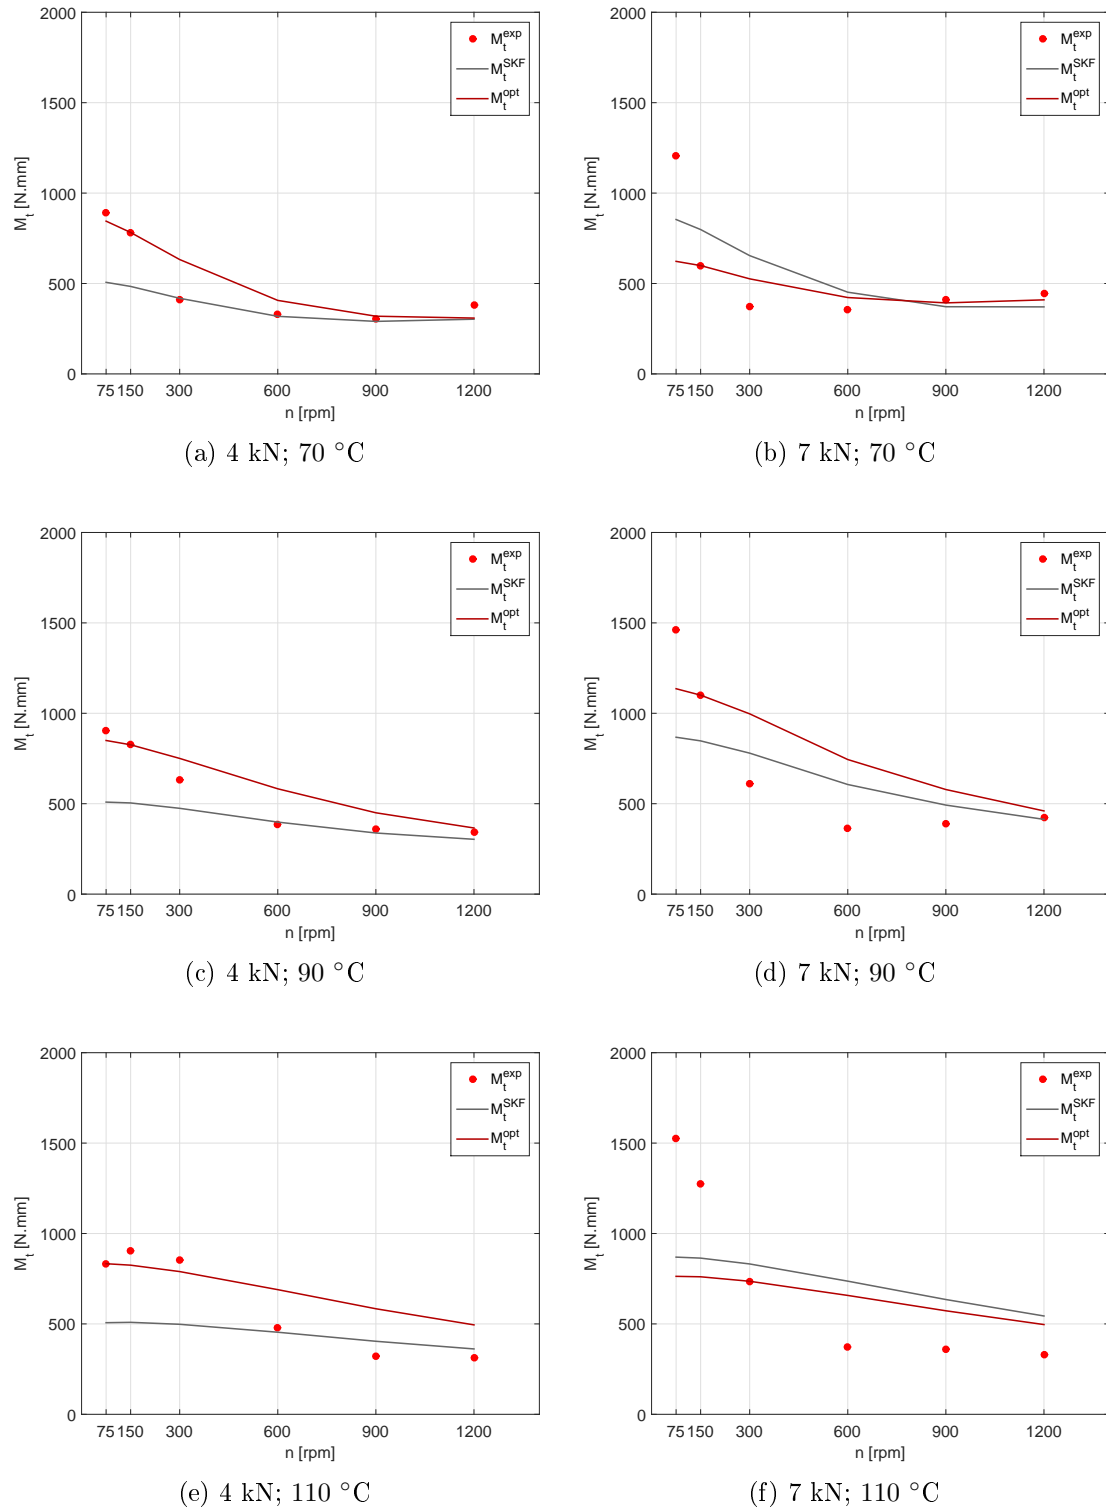 2000
1500
1000
500
0
M_t [N.mm]
75 150 300 600 900 1200
n [rpm]
M_t^exp
M_t^SKF
M_t^opt
(a) 4 kN; 70 °C
2000
1500
1000
500
0
M_t [N.mm]
75 150 300 600 900 1200
n [rpm]
M_t^exp
M_t^SKF
M_t^opt
(b) 7 kN; 70 °C
2000
1500
1000
500
0
M_t [N.mm]
75 150 300 600 900 1200
n [rpm]
M_t^exp
M_t^SKF
M_t^opt
(c) 4 kN; 90 °C
2000
1500
1000
500
0
M_t [N.mm]
75 150 300 600 900 1200
n [rpm]
M_t^exp
M_t^SKF
M_t^opt
(d) 7 kN; 90 °C
2000
1500
1000
500
0
M_t [N.mm]
75 150 300 600 900 1200
n [rpm]
M_t^exp
M_t^SKF
M_t^opt
(e) 4 kN; 110 °C
2000
1500
1000
500
0
M_t [N.mm]
75 150 300 600 900 1200
n [rpm]
M_t^exp
M_t^SKF
M_t^opt
(f) 7 kN; 110 °C